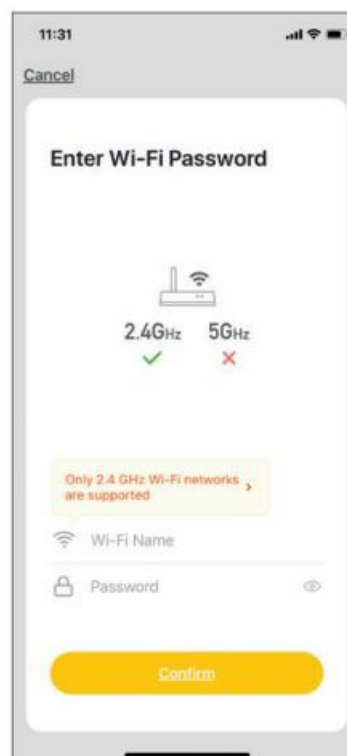 11:31
Cancel
Enter Wi-Fi Password
2.4GHz 5GHz
Only 2.4 GHz Wi-Fi networks
are supported
Wi-Fi Name
Password
Confirm